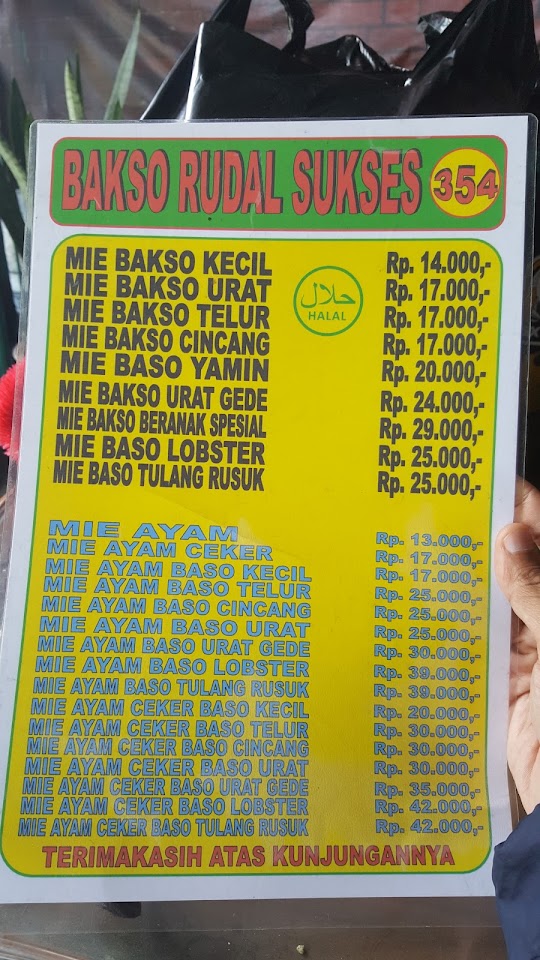 BAKSO RUDAL SUKSES 354
MIE BAKSO KECIL Rp. 14.000,-
MIE BAKSO URAT Rp. 17.000,-
MIE BAKSO TELUR Rp. 17.000,-
MIE BAKSO CINCANG Rp. 17.000,-
MIE BASO YAMIN Rp. 20.000,-
MIE BAKSO URAT GEDE Rp. 24.000,-
MIE BAKSO BERANAK SPESIAL Rp. 29.000,-
MIE BASO LOBSTER Rp. 25.000,-
MIE BASO TULANG RUSUK Rp. 25.000,-
حلال
HALAL
MIE AYAM Rp. 13.000,-
MIE AYAM CEKER Rp. 17.000,-
MIE AYAM BASO KECIL Rp. 17.000,-
MIE AYAM BASO TELUR Rp. 25.000,-
MIE AYAM BASO CINCANG Rp. 25.000,-
MIE AYAM BASO URAT Rp. 25.000,-
MIE AYAM BASO URAT GEDE Rp. 30.000,-
MIE AYAM BASO LOBSTER Rp. 39.000,-
MIE AYAM BASO TULANG RUSUK Rp. 39.000,-
MIE AYAM CEKER BASO KECIL Rp. 20.000,-
MIE AYAM CEKER BASO TELUR Rp. 30.000,-
MIE AYAM CEKER BASO CINCANG Rp. 30.000,-
MIE AYAM CEKER BASO URAT Rp. 30.000,-
MIE AYAM CEKER BASO URAT GEDE Rp. 35.000,-
MIE AYAM CEKER BASO LOBSTER Rp. 42.000,-
MIE AYAM CEKER BASO TULANG RUSUK Rp. 42.000,-
TERIMAKASIH ATAS KUNJUNGANNYA